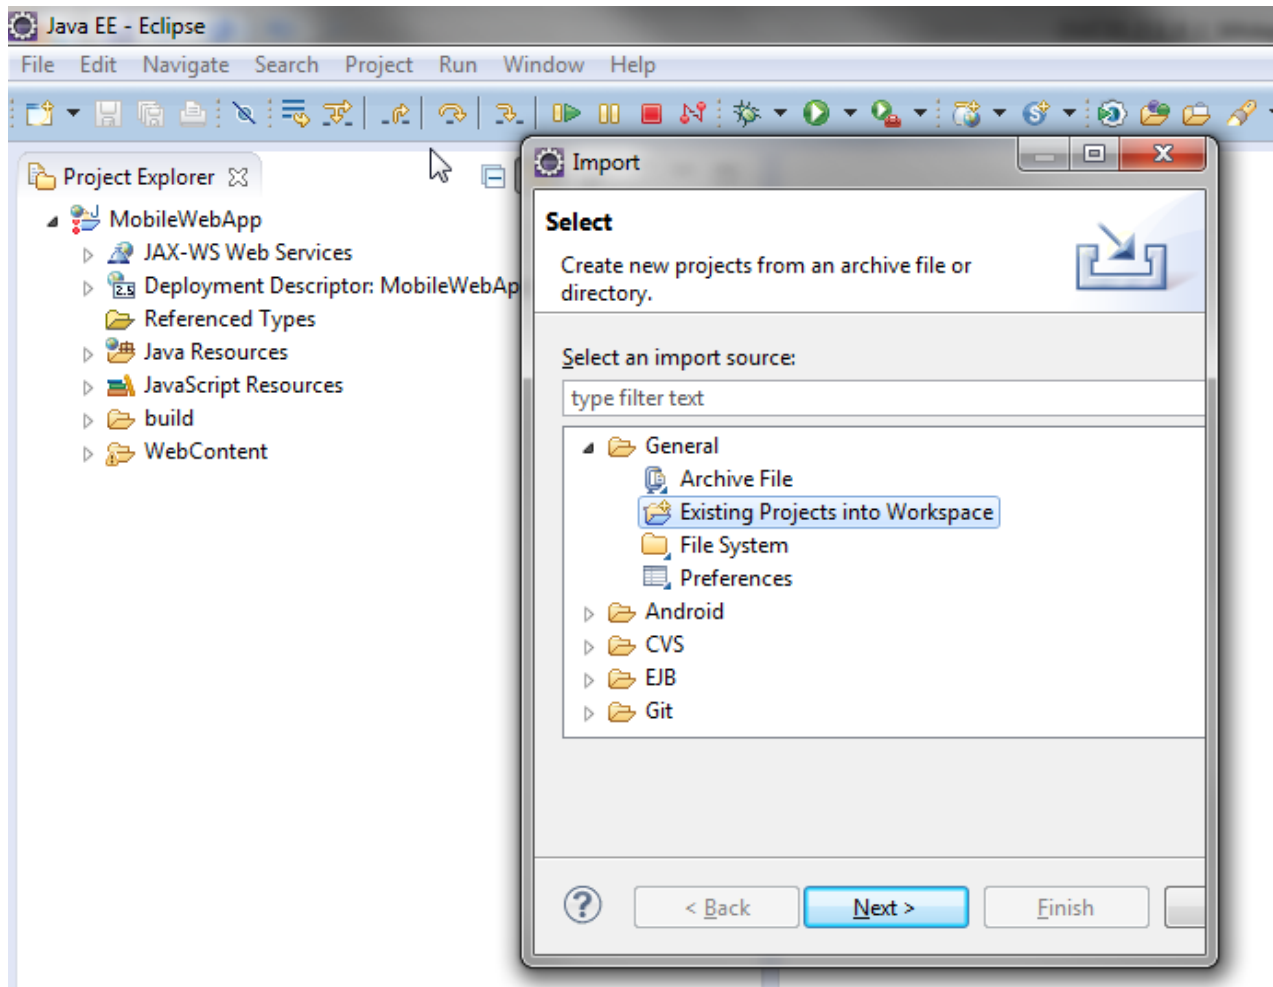 Java EE - Eclipse
File Edit Navigate Search Project Run Window Help
Project Explorer
MobileWebApp
JAX-WS Web Services
2.5 Deployment Descriptor: MobileWebAp
Referenced Types
Java Resources
JavaScript Resources
build
WebContent
Import
Select
Create new projects from an archive file or
directory.
Select an import source:
type filter text
General
Archive File
Existing Projects into Workspace
File System
Preferences
Android
CVS
EJB
Git
? < Back Next > Finish